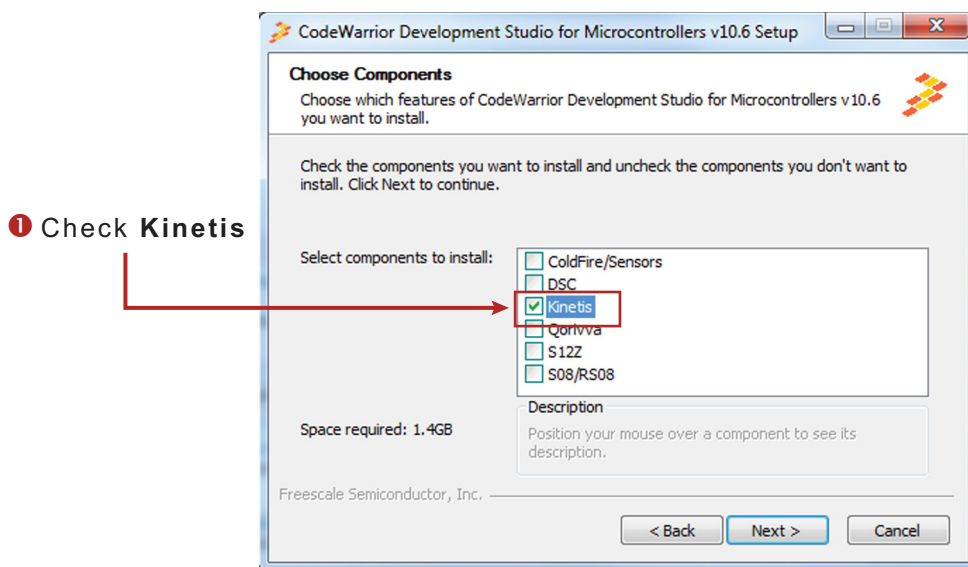 CodeWarrior Development Studio for Microcontrollers v10.6 Setup
Choose Components
Choose which features of CodeWarrior Development Studio for Microcontrollers v10.6
you want to install.
Check the components you want to install and uncheck the components you don't want to
install. Click Next to continue.
❶ Check Kinetis
Select components to install:
ColdFire/Sensors
DSC
Kinetis
Qorivva
S12Z
S08/RS08
Space required: 1.4GB
Description
Position your mouse over a component to see its
description.
Freescale Semiconductor, Inc.
< Back Next > Cancel